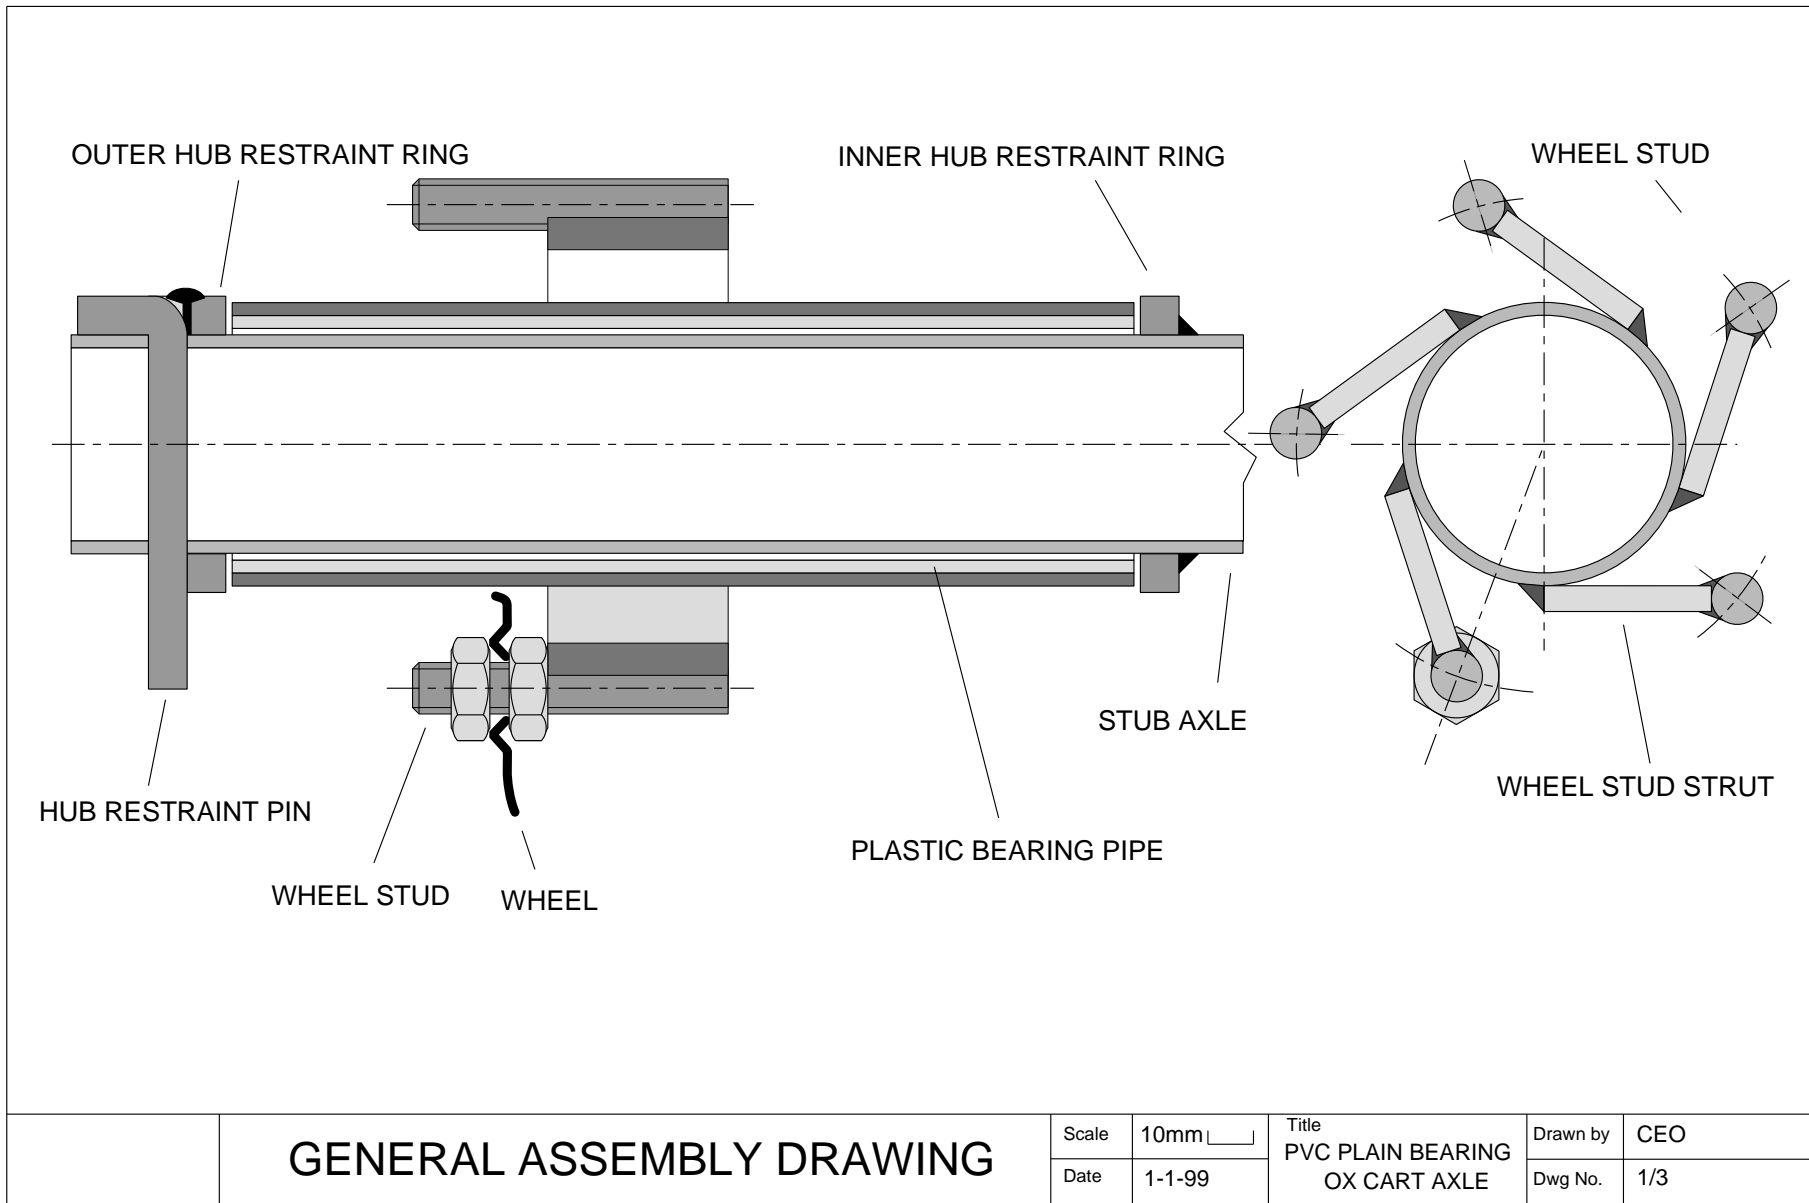 OUTER HUB RESTRAINT RING
INNER HUB RESTRAINT RING
WHEEL STUD
HUB RESTRAINT PIN
WHEEL STUD
WHEEL
PLASTIC BEARING PIPE
STUB AXLE
WHEEL STUD STRUT
GENERAL ASSEMBLY DRAWING
Scale
10mm
Date
1-1-99
Title
PVC PLAIN BEARING
OX CART AXLE
Drawn by
CEO
Dwg No.
1/3